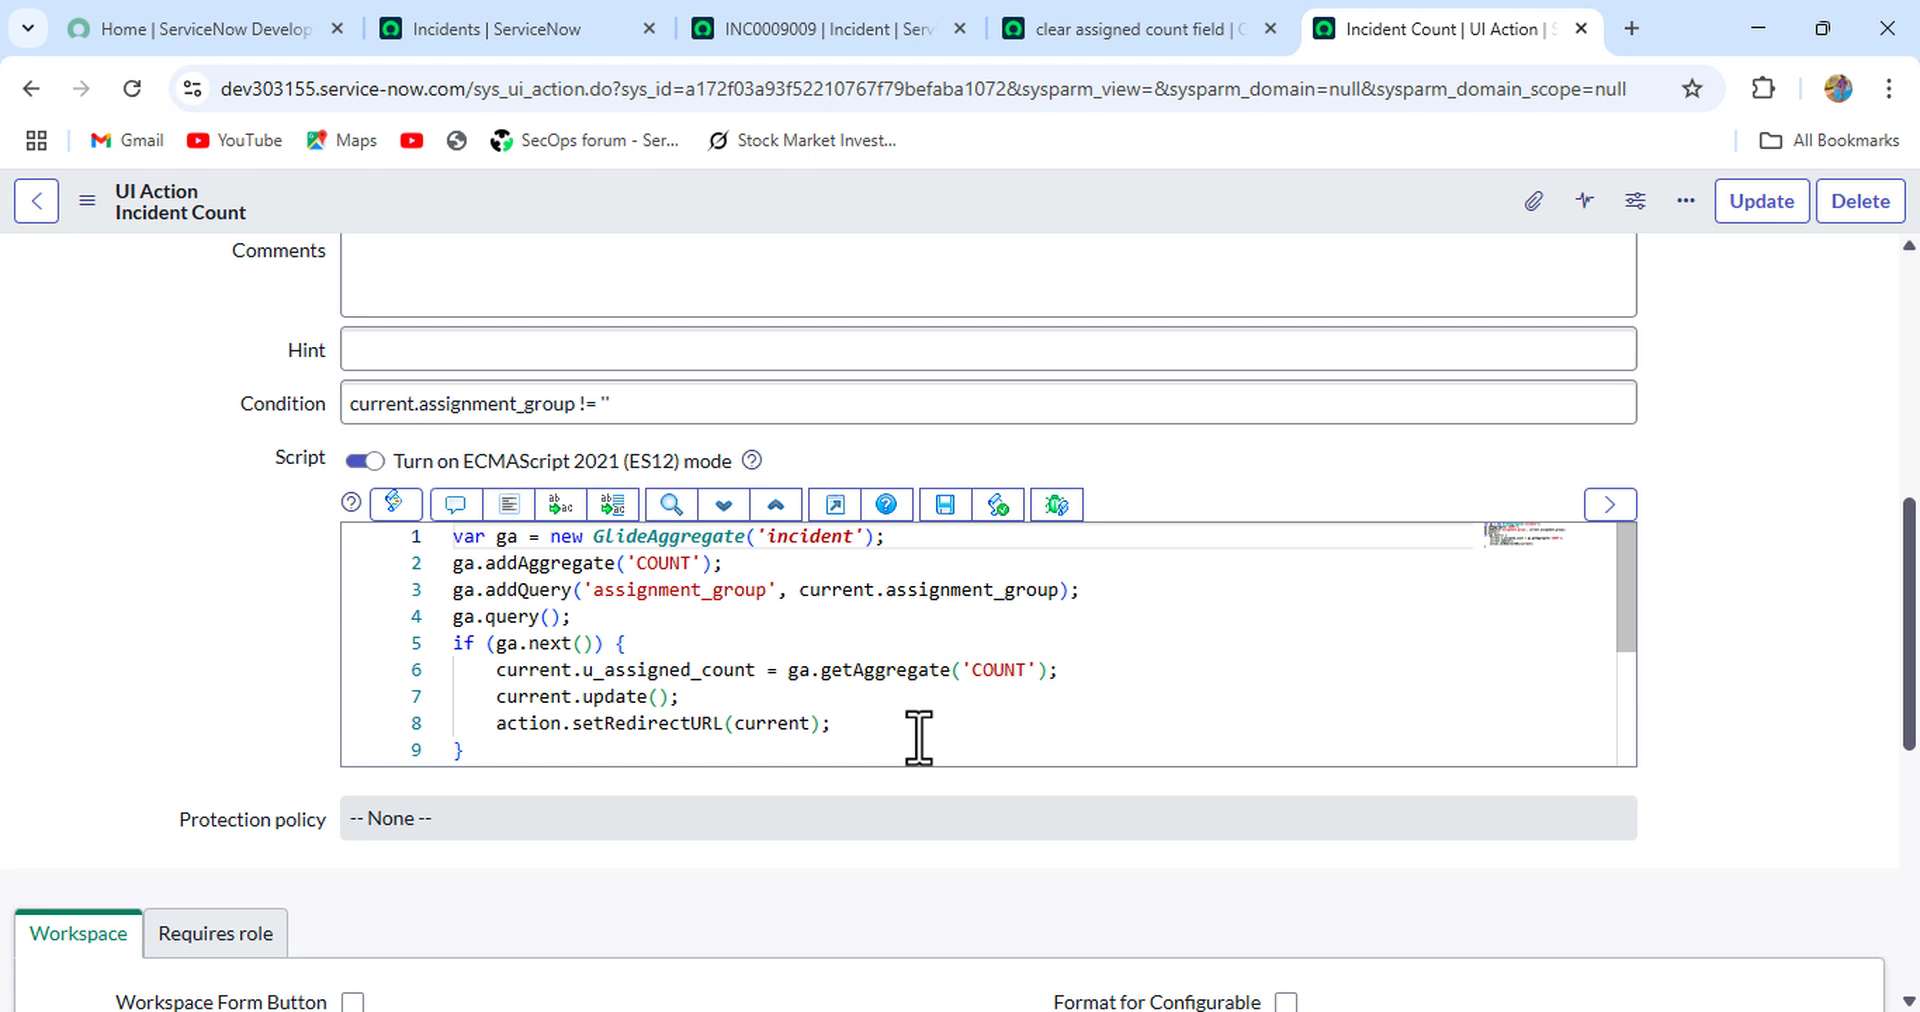 Home | ServiceNow Develop
Incidents | ServiceNow
INC0009009 | Incident | Serv
clear assigned count field | C
Incident Count | UI Action | S
dev303155.service-now.com/sys_ui_action.do?sys_id=a172f03a93f52210767f79befaba1072&sysparm_view=&sysparm_domain=null&sysparm_domain_scope=null
Gmail
YouTube
Maps
SecOps forum - Ser...
Stock Market Invest...
All Bookmarks
UI Action
Incident Count
Update
Delete
Comments
Hint
Condition
current.assignment_group != ''
Script
Turn on ECMAScript 2021 (ES12) mode
1 var ga = new GlideAggregate('incident');
2 ga.addAggregate('COUNT');
3 ga.addQuery('assignment_group', current.assignment_group);
4 ga.query();
5 if (ga.next()) {
6 current.u_assigned_count = ga.getAggregate('COUNT');
7 current.update();
8 action.setRedirectURL(current);
9 }
Protection policy
-- None --
Workspace
Requires role
Workspace Form Button
Format for Configurable